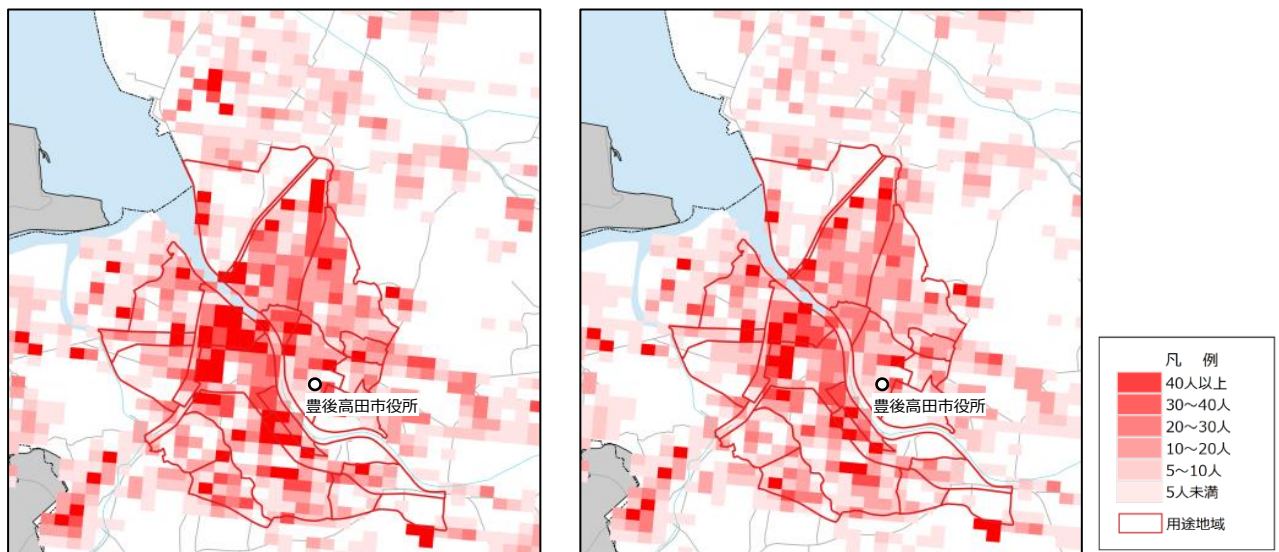 豊後高田市役所
豊後高田市役所
凡 例
40人以上
30～40人
20～30人
10～20人
5～10人
5人未満
用途地域